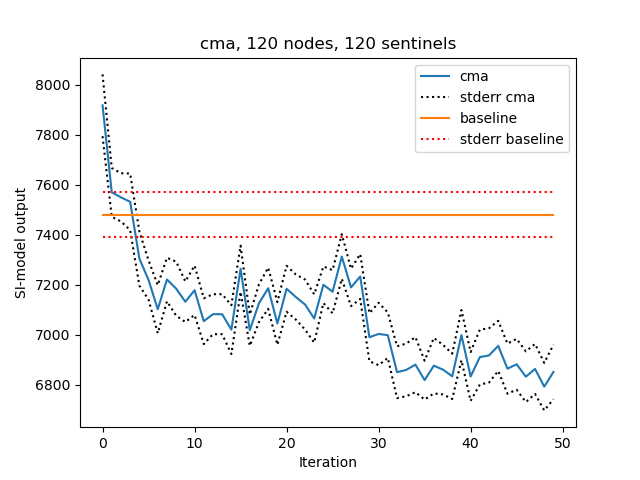 cma, 120 nodes, 120 sentinels
cma
stderr cma
baseline
stderr baseline
SI-model output
8000
7800
7600
7400
7200
7000
6800
0 10 20 30 40 50
Iteration